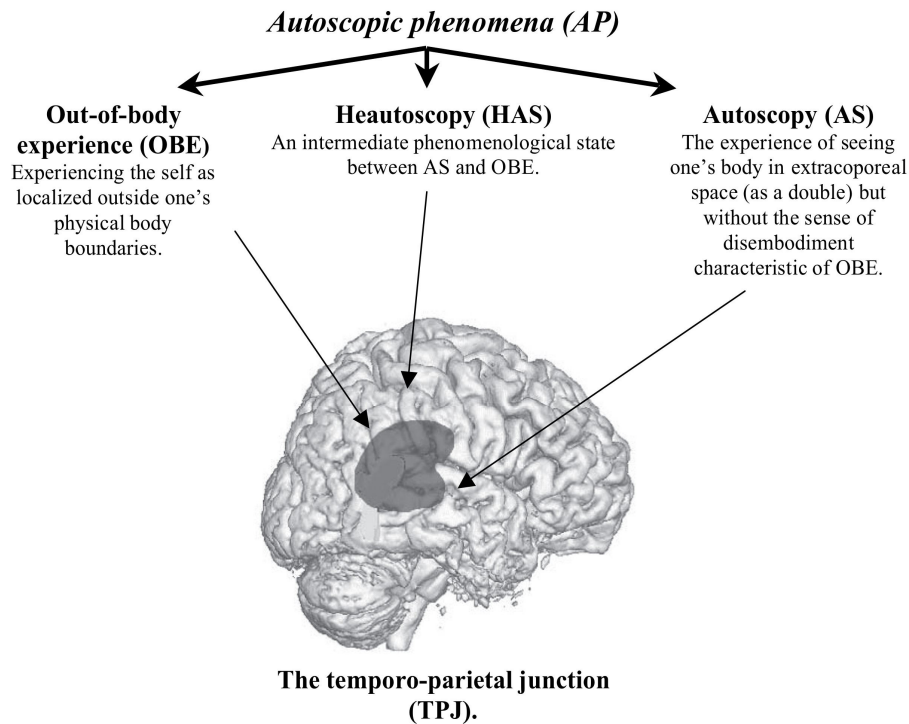 Autoscopic phenomena (AP)
Out-of-body
experience (OBE)
Experiencing the self as
localized outside one's
physical body
boundaries.
Heautoscopy (HAS)
An intermediate phenomenological state
between AS and OBE.
Autoscopy (AS)
The experience of seeing
one's body in extracoporeal
space (as a double) but
without the sense of
disembodiment
characteristic of OBE.
The temporo-parietal junction
(TPJ).